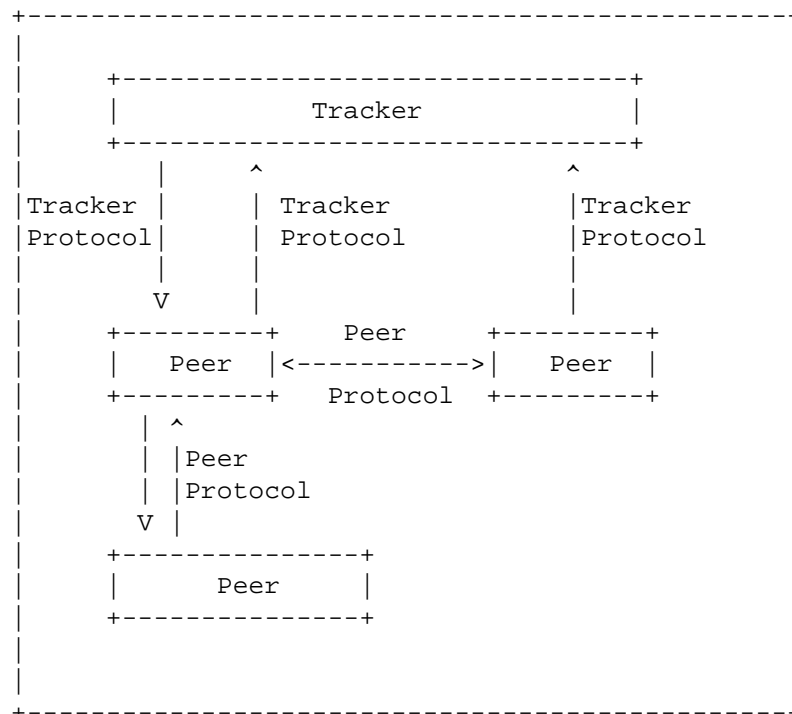 Tracker
Tracker Tracker Tracker
Protocol Protocol Protocol
V
Peer
Peer Peer
Protocol
Peer
Protocol
V
Peer